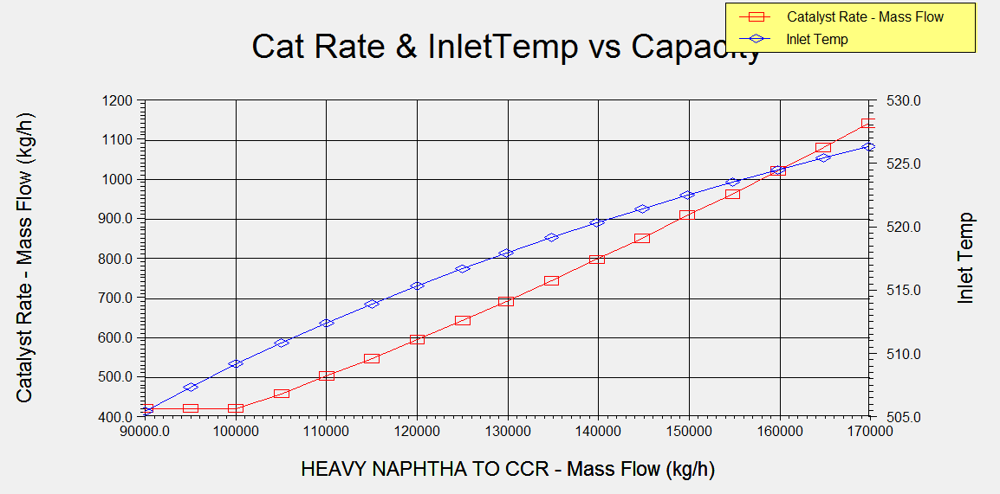 Catalyst Rate - Mass Flow
Inlet Temp
Cat Rate & InletTemp vs Capacity
Catalyst Rate - Mass Flow (kg/h)
1200
1100
1000
900.0
800.0
700.0
600.0
500.0
400.0
530.0
525.0
520.0
515.0
510.0
505.0
Inlet Temp
90000.0 100000 110000 120000 130000 140000 150000 160000 170000
HEAVY NAPHTHA TO CCR - Mass Flow (kg/h)